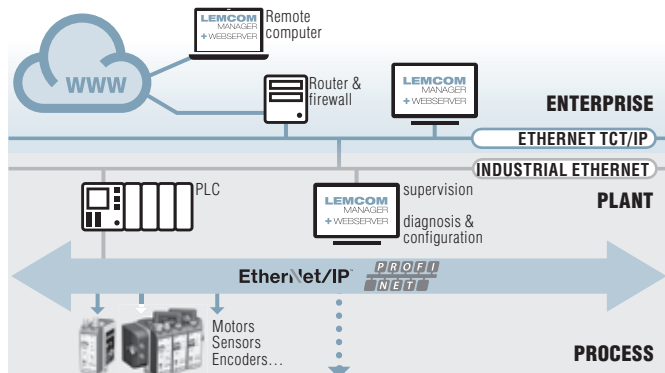 LEMCOM
MANAGER
+ WEBSERVER
Remote
computer
WWW
Router &
firewall
LEMCOM
MANAGER
+ WEBSERVER
ENTERPRISE
ETHERNET TCT/IP
INDUSTRIAL ETHERNET
PLC
LEMCOM
MANAGER
+ WEBSERVER
supervision
diagnosis &
configuration
PLANT
EtherNet/IP™
PROFI
NET
Motors
Sensors
Encoders…
PROCESS